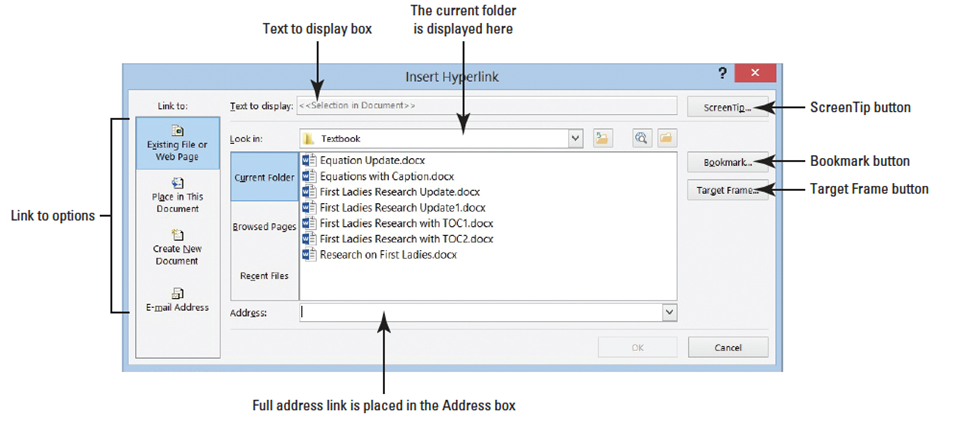 The current folder
is displayed here
Text to display box
Insert Hyperlink
?
Link to:
Text to display: <<Selection in Document>>
ScreenTip...
ScreenTip button
Existing File or
Web Page
Look in:
Textbook
Current Folder
Equation Update.docx
Equations with Caption.docx
First Ladies Research Update.docx
First Ladies Research Update1.docx
First Ladies Research with TOC1.docx
First Ladies Research with TOC2.docx
Research on First Ladies.docx
Bookmark...
Bookmark button
Target Frame...
Target Frame button
Place in This
Document
Link to options
Browsed Pages
Create New
Document
Recent Files
E-mail Address
Address:
OK
Cancel
Full address link is placed in the Address box